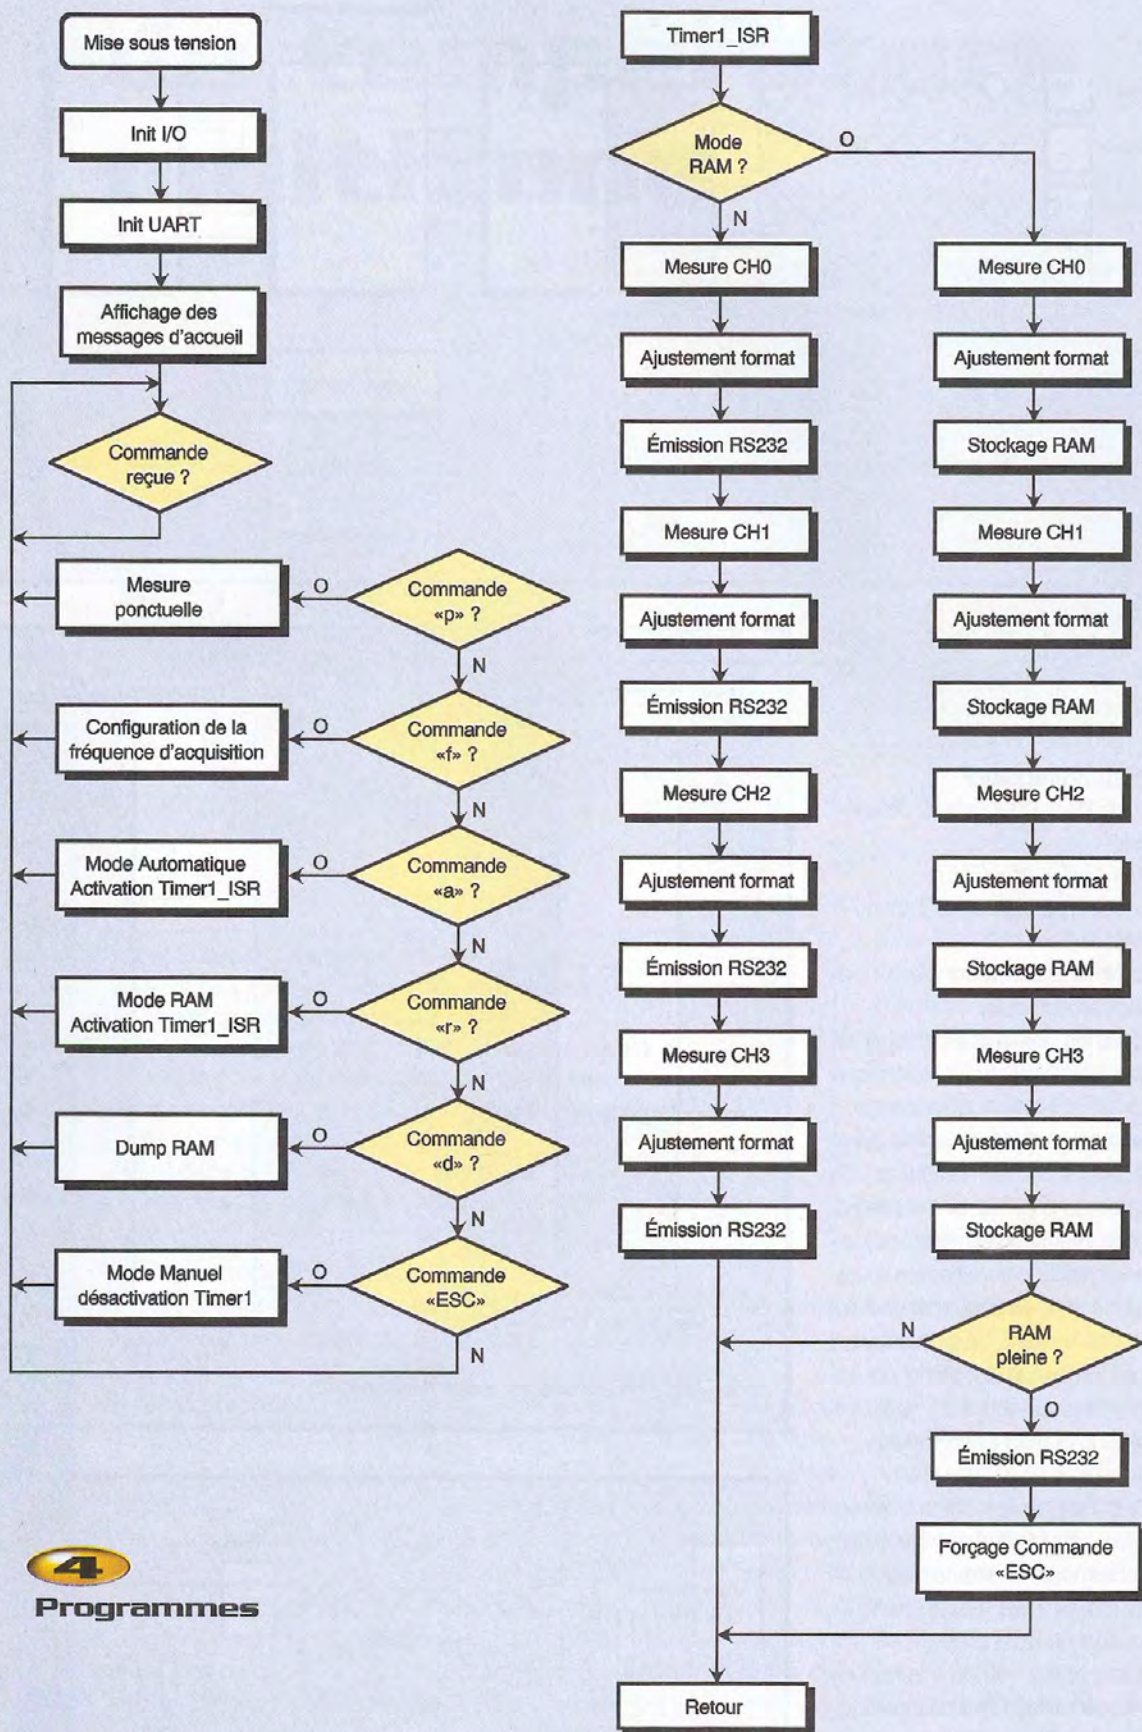 Mise sous tension
Init I/O
Init UART
Affichage des
messages d'accueil
Commande
reçue ?
Mesure
ponctuelle
O
Commande
«p» ?
N
Configuration de la
fréquence d'acquisition
O
Commande
«f» ?
N
Mode Automatique
Activation Timer1_ISR
O
Commande
«a» ?
N
Mode RAM
Activation Timer1_ISR
O
Commande
«r» ?
N
Dump RAM
O
Commande
«d» ?
N
Mode Manuel
désactivation Timer1
O
Commande
«ESC»
N
Timer1_ISR
Mode
RAM ?
O
N
Mesure CH0
Ajustement format
Émission RS232
Mesure CH1
Ajustement format
Émission RS232
Mesure CH2
Ajustement format
Émission RS232
Mesure CH3
Ajustement format
Émission RS232
Mesure CH0
Ajustement format
Stockage RAM
Mesure CH1
Ajustement format
Stockage RAM
Mesure CH2
Ajustement format
Stockage RAM
Mesure CH3
Ajustement format
Stockage RAM
N
RAM
pleine ?
O
Émission RS232
Forçage Commande
«ESC»
Retour
4
Programmes